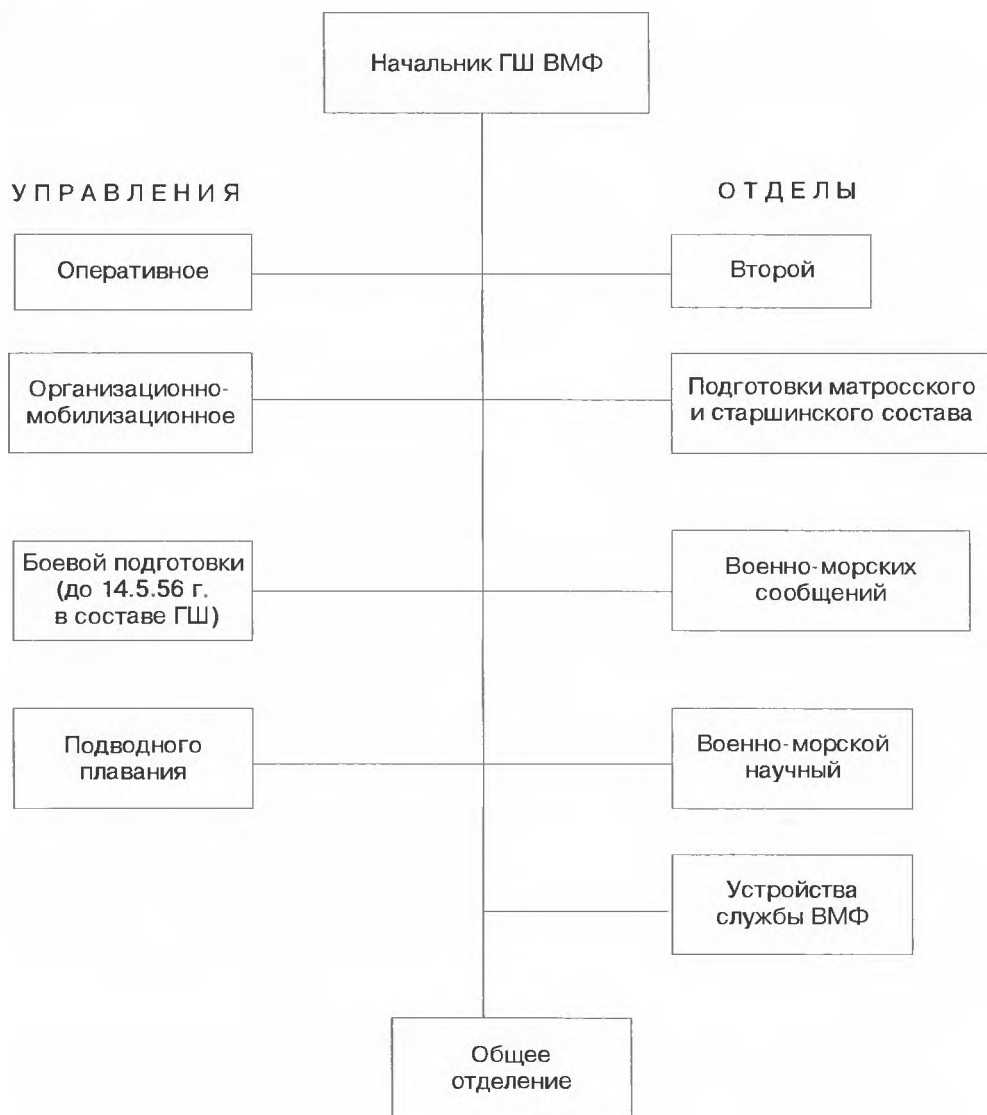 Начальник ГШ ВМФ
УПРАВЛЕНИЯ
ОТДЕЛЫ
Оперативное
Второй
Организационно-
мобилизационное
Подготовки матросского
и старшинского состава
Боевой подготовки
(до 14.5.56 г.
в составе ГШ)
Военно-морских
сообщений
Подводного
плавания
Военно-морской
научный
Устройства
службы ВМФ
Общее
отделение